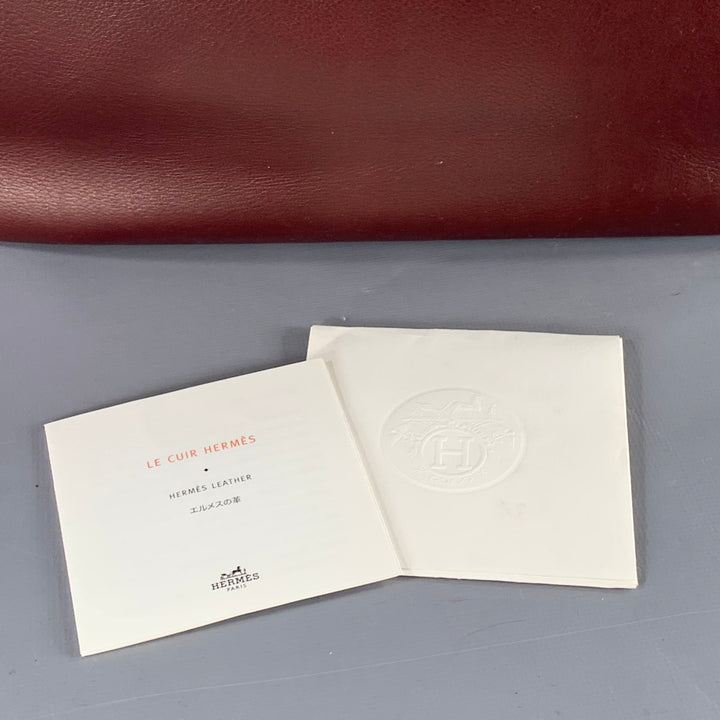 LE CUIR HERMÈS
•
HERMÈS LEATHER
エルメスの革
HERMÈS
PARIS
H